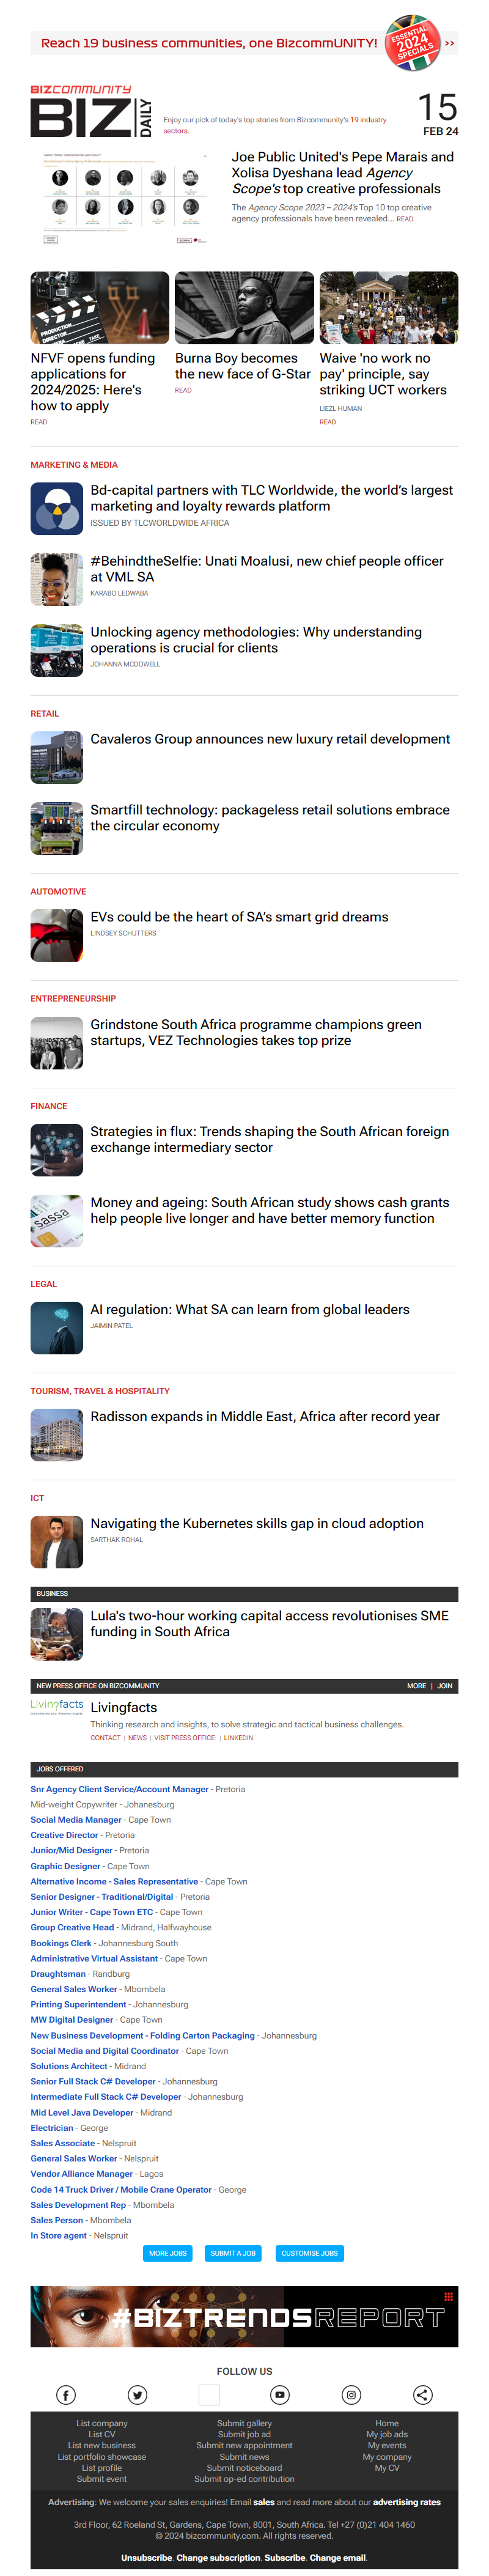 Reach 19 business communities, one BizcommUNITY!
ESSENTIAL
2024
SPECIALS
>>
BIZCOMMUNITY
BIZ DAILY
Enjoy our pick of today's top stories from Bizcommunity's 19 industry
sectors.
15
FEB 24
Joe Public United's Pepe Marais and
Xolisa Dyeshana lead Agency
Scope's top creative professionals
The Agency Scope 2023 – 2024's Top 10 top creative
agency professionals have been revealed... READ
PRODUCTION
DIRECTOR
NFVF opens funding
applications for
2024/2025: Here's
how to apply
READ
Burna Boy becomes
the new face of G-Star
READ
Waive 'no work no
pay' principle, say
striking UCT workers
LIEZL HUMAN
READ
MARKETING & MEDIA
Bd-capital partners with TLC Worldwide, the world's largest
marketing and loyalty rewards platform
ISSUED BY TLCWORLDWIDE AFRICA
#BehindtheSelfie: Unati Moalusi, new chief people officer
at VML SA
KARABO LEDWABA
Unlocking agency methodologies: Why understanding
operations is crucial for clients
JOHANNA MCDOWELL
RETAIL
Cavaleros Group announces new luxury retail development
Smartfill technology: packageless retail solutions embrace
the circular economy
AUTOMOTIVE
EVs could be the heart of SA's smart grid dreams
LINDSEY SCHUTTERS
ENTREPRENEURSHIP
Grindstone South Africa programme champions green
startups, VEZ Technologies takes top prize
FINANCE
Strategies in flux: Trends shaping the South African foreign
exchange intermediary sector
sassa
Money and ageing: South African study shows cash grants
help people live longer and have better memory function
LEGAL
AI regulation: What SA can learn from global leaders
JAIMIN PATEL
TOURISM, TRAVEL & HOSPITALITY
Radisson expands in Middle East, Africa after record year
ICT
Navigating the Kubernetes skills gap in cloud adoption
SARTHAK ROHAL
BUSINESS
Lula's two-hour working capital access revolutionises SME
funding in South Africa
NEW PRESS OFFICE ON BIZCOMMUNITY
MORE | JOIN
Livingfacts
Livingfacts
Thinking research and insights, to solve strategic and tactical business challenges.
CONTACT | NEWS | VISIT PRESS OFFICE | LINKEDIN
JOBS OFFERED
Snr Agency Client Service/Account Manager - Pretoria
Mid-weight Copywriter - Johanesburg
Social Media Manager - Cape Town
Creative Director - Pretoria
Junior/Mid Designer - Pretoria
Graphic Designer - Cape Town
Alternative Income - Sales Representative - Cape Town
Senior Designer - Traditional/Digital - Pretoria
Junior Writer - Cape Town ETC - Cape Town
Group Creative Head - Midrand, Halfwayhouse
Bookings Clerk - Johannesburg South
Administrative Virtual Assistant - Cape Town
Draughtsman - Randburg
General Sales Worker - Mbombela
Printing Superintendent - Johannesburg
MW Digital Designer - Cape Town
New Business Development - Folding Carton Packaging - Johannesburg
Social Media and Digital Coordinator - Cape Town
Solutions Architect - Midrand
Senior Full Stack C# Developer - Johannesburg
Intermediate Full Stack C# Developer - Johannesburg
Mid Level Java Developer - Midrand
Electrician - George
Sales Associate - Nelspruit
General Sales Worker - Nelspruit
Vendor Alliance Manager - Lagos
Code 14 Truck Driver / Mobile Crane Operator - George
Sales Development Rep - Mbombela
Sales Person - Mbombela
In Store agent - Nelspruit
MORE JOBS
SUBMIT A JOB
CUSTOMISE JOBS
#BIZTRENDSREPORT
FOLLOW US
List company
Submit gallery
Home
List CV
Submit job ad
My job ads
List new business
Submit new appointment
My events
List portfolio showcase
Submit news
My company
List profile
Submit noticeboard
My CV
Submit event
Submit op-ed contribution
Advertising: We welcome your sales enquiries! Email sales and read more about our advertising rates
3rd Floor, 62 Roeland St, Gardens, Cape Town, 8001, South Africa. Tel +27 (0)21 404 1460
© 2024 bizcommunity.com. All rights reserved.
Unsubscribe. Change subscription. Subscribe. Change email.